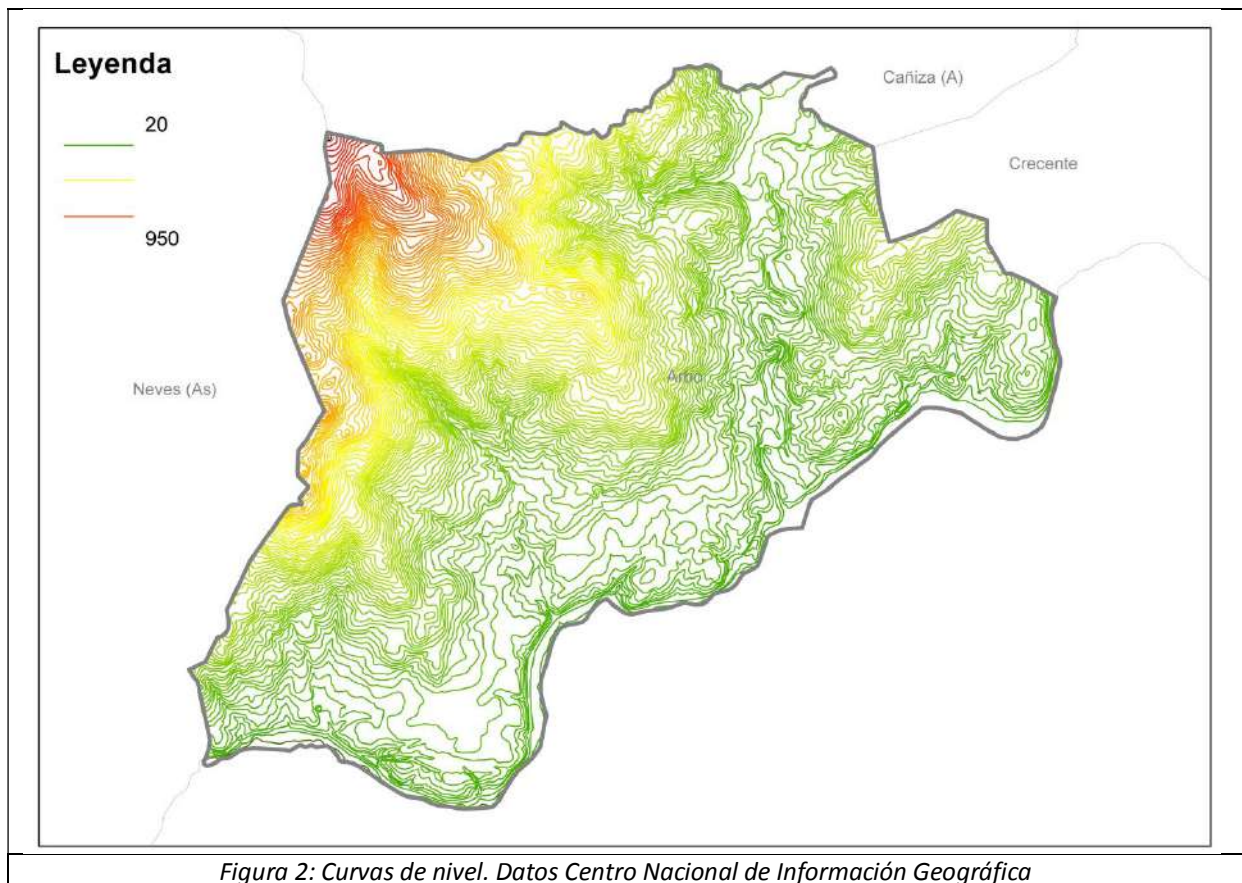 Leyenda
20
950
Cañiza (A)
Crecente
Neves (As)
Arbo
Figura 2: Curvas de nivel. Datos Centro Nacional de Información Geográfica